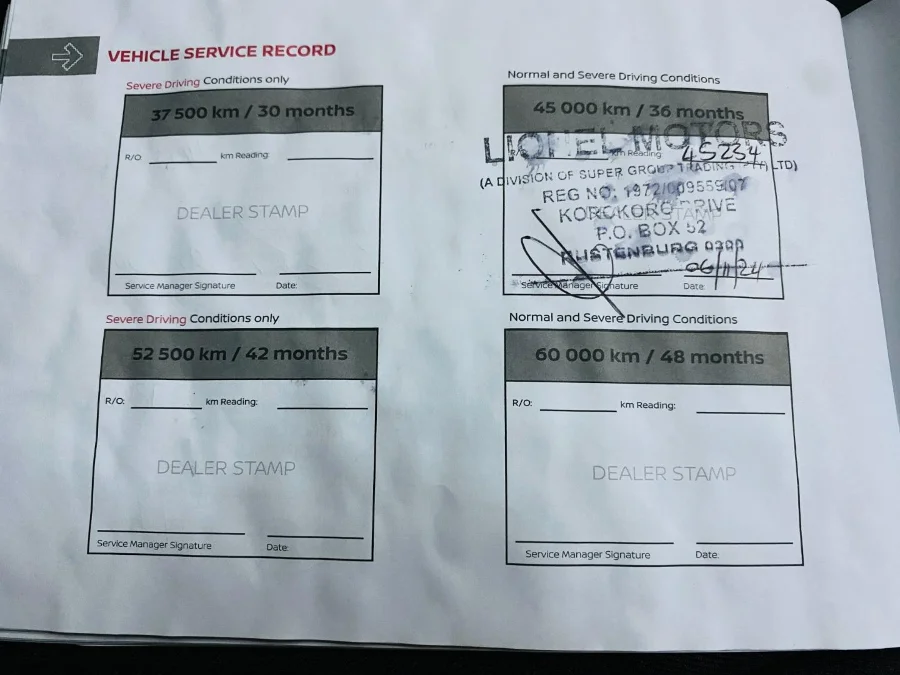 VEHICLE SERVICE RECORD
Severe Driving Conditions only
37 500 km / 30 months
R/O: km Reading:
DEALER STAMP
Service Manager Signature Date:
Normal and Severe Driving Conditions
45 000 km / 36 months
LIONEL MOTORS
km Reading 45234
(A DIVISION OF SUPER GROUP TRADING (PTY) LTD)
REG NO: 1972/009559/07
KOROKORO DRIVE
STAMP
P.O. BOX 52
RUSTENBURG 0300
06/11/24
Service Manager Signature Date:
Severe Driving Conditions only
52 500 km / 42 months
R/O: km Reading:
DEALER STAMP
Service Manager Signature Date:
Normal and Severe Driving Conditions
60 000 km / 48 months
R/O: km Reading:
DEALER STAMP
Service Manager Signature Date: